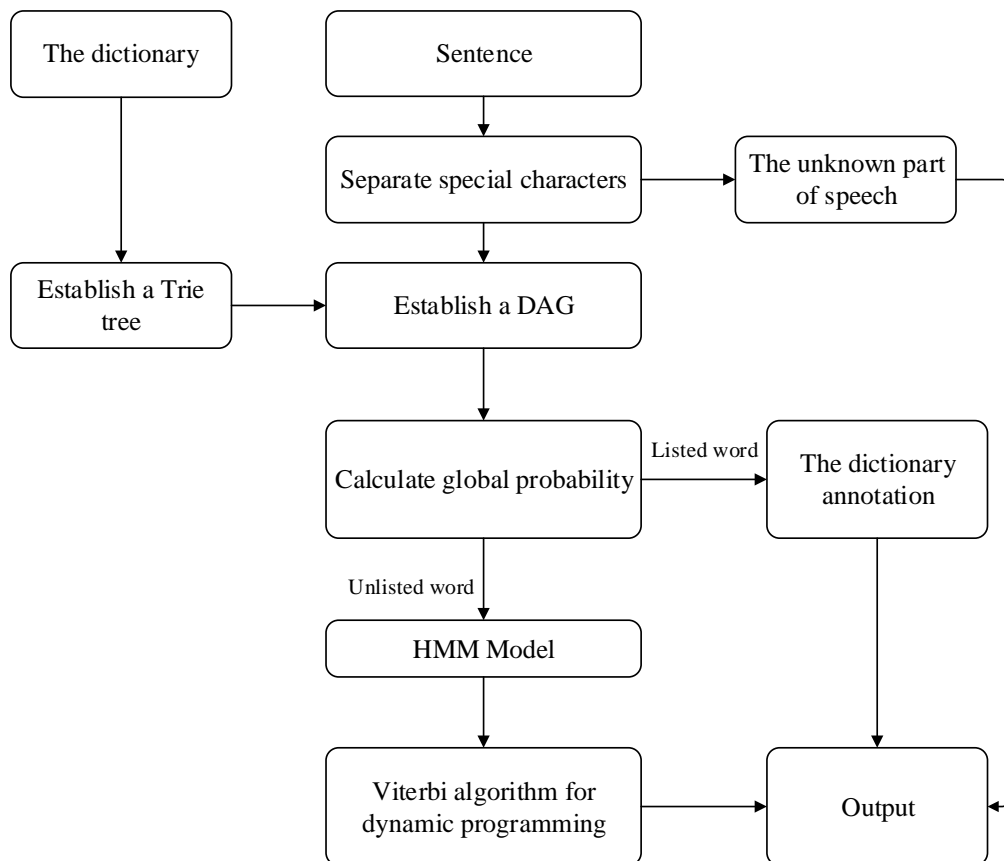 The dictionary
Sentence
Separate special characters
The unknown part
of speech
Establish a Trie
tree
Establish a DAG
Calculate global probability
Listed word
The dictionary
annotation
Unlisted word
HMM Model
Viterbi algorithm for
dynamic programming
Output